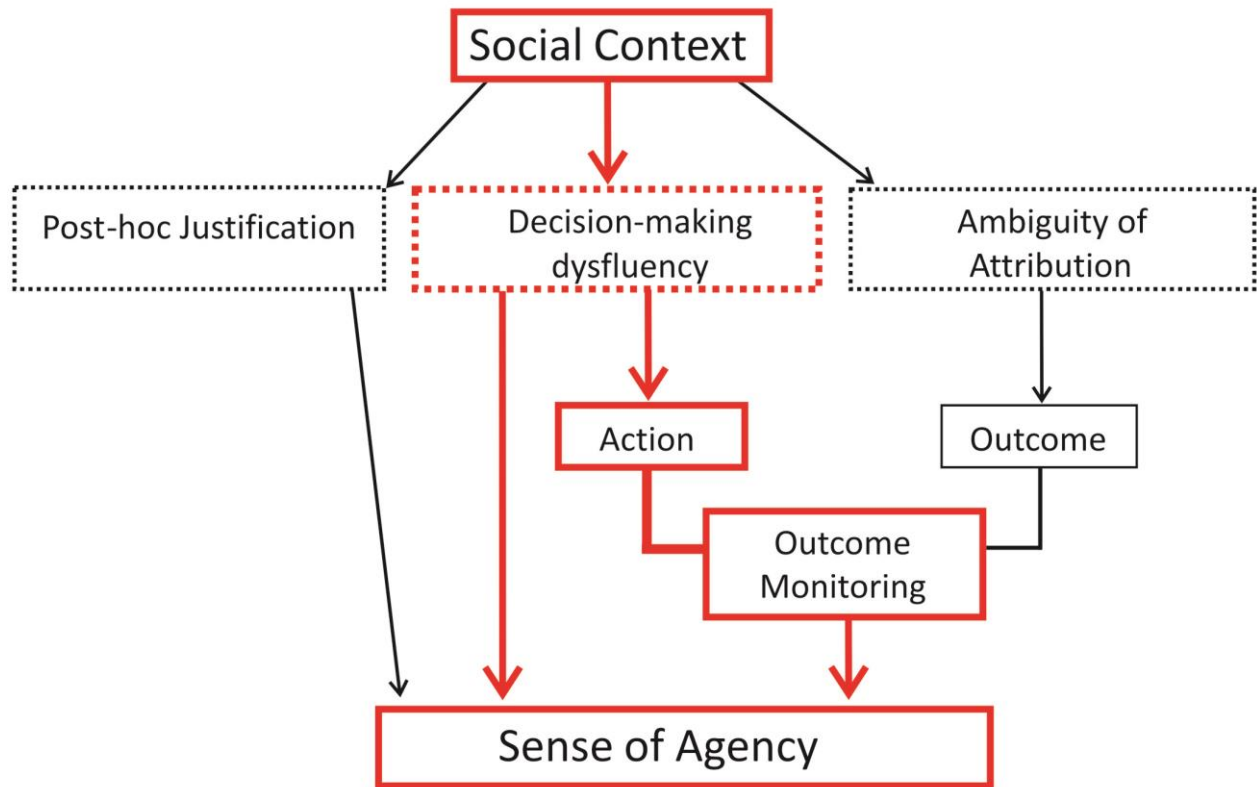 Social Context
Post-hoc Justification
Decision-making
dysfluency
Ambiguity of
Attribution
Action
Outcome
Outcome
Monitoring
Sense of Agency